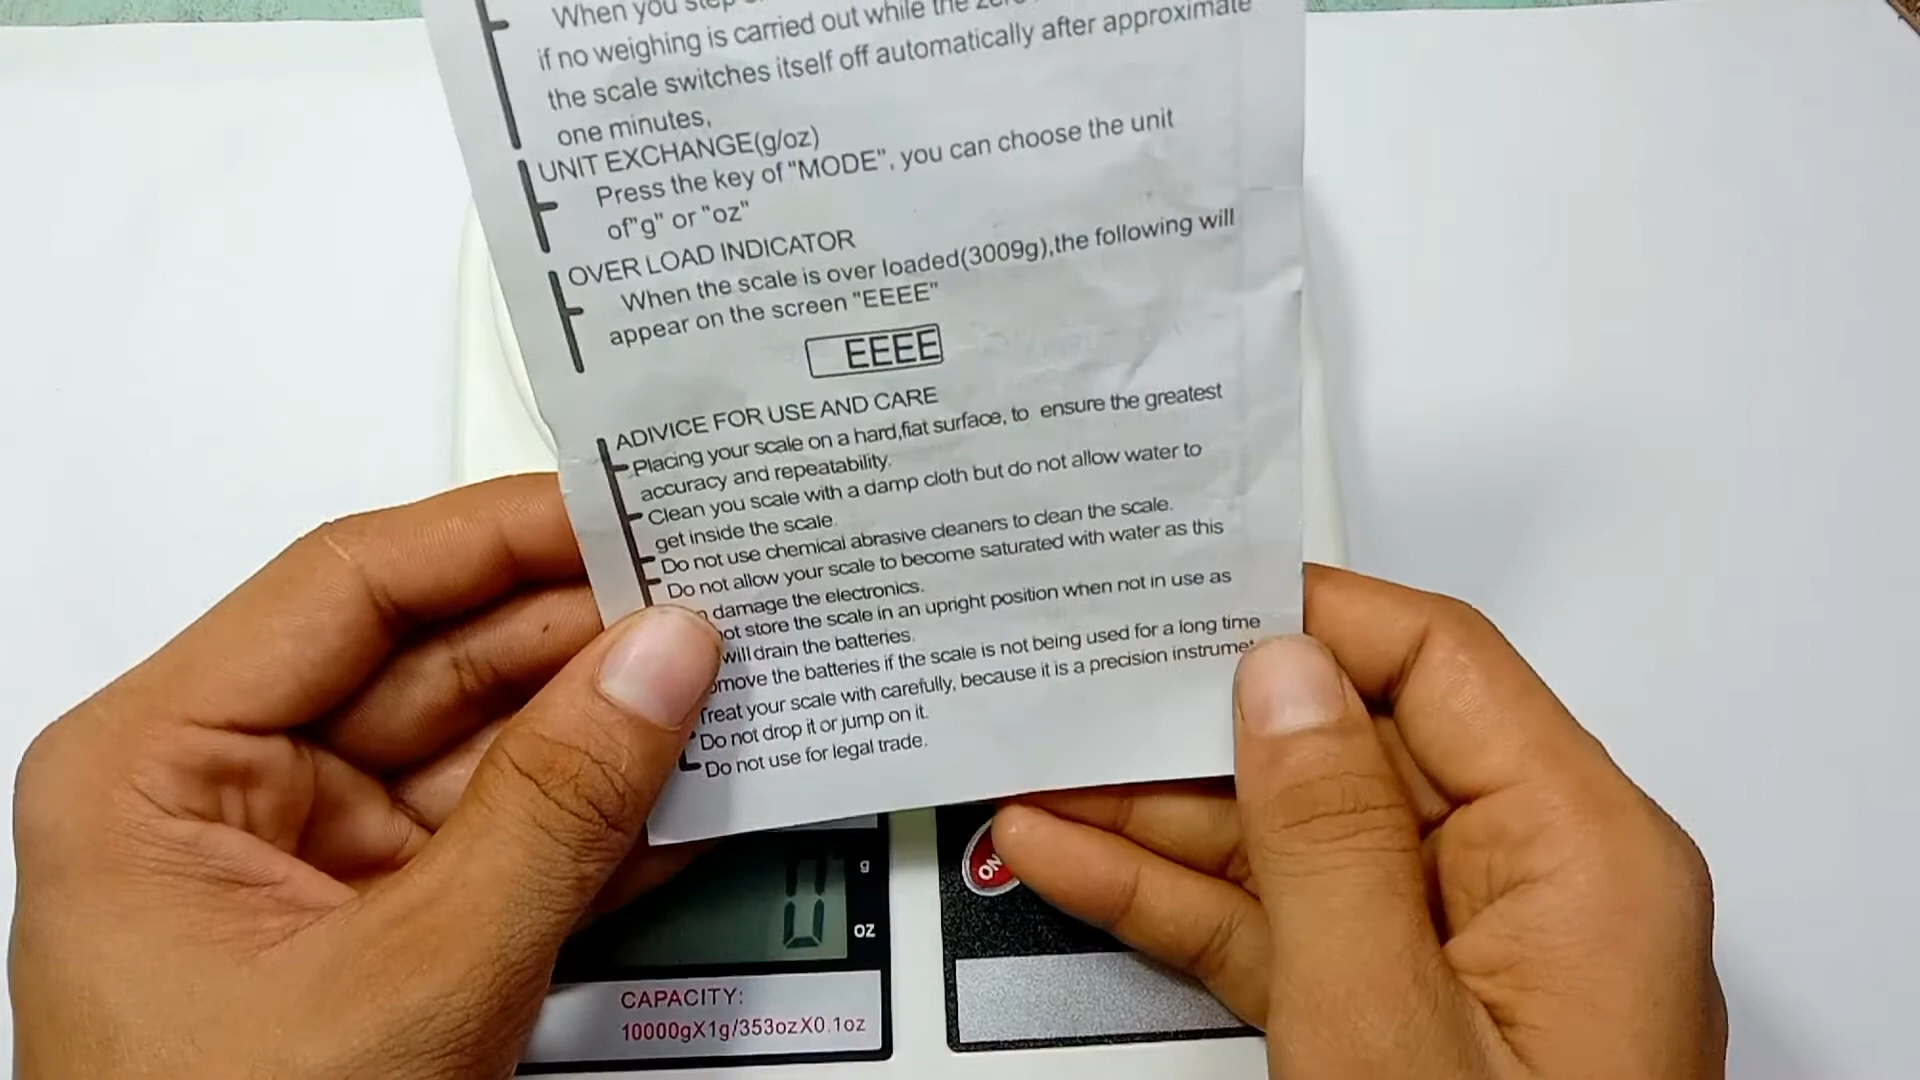 When you step
if no weighing is carried out while the zero
the scale switches itself off automatically after approximate
one minutes,
UNIT EXCHANGE(g/oz)
Press the key of "MODE", you can choose the unit
of"g" or "oz"
OVER LOAD INDICATOR
When the scale is over loaded(3009g),the following will
appear on the screen "EEEE"
EEEE
ADIVICE FOR USE AND CARE
Placing your scale on a hard,fiat surface, to ensure the greatest
accuracy and repeatability.
Clean you scale with a damp cloth but do not allow water to
get inside the scale.
Do not use chemical abrasive cleaners to clean the scale.
Do not allow your scale to become saturated with water as this
damage the electronics.
not store the scale in an upright position when not in use as
will drain the batteries.
move the batteries if the scale is not being used for a long time
Treat your scale with carefully, because it is a precision instrumet
Do not drop it or jump on it.
Do not use for legal trade.
0
g
oz
ON
CAPACITY:
10000gX1g/353ozX0.1oz